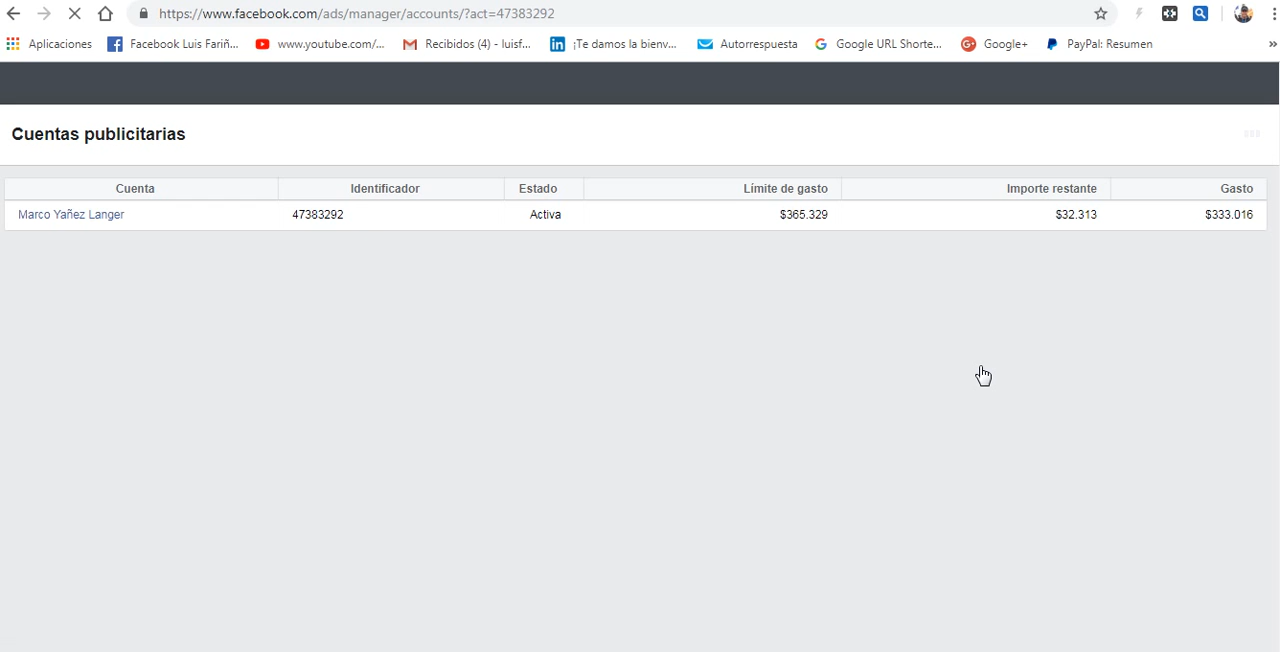 https://www.facebook.com/ads/manager/accounts/?act=47383292
Aplicaciones Facebook Luis Fariñ... www.youtube.com/... Recibidos (4) - luisf... ¡Te damos la bienv... Autorrespuesta Google URL Shorte... Google+ PayPal: Resumen »
Cuentas publicitarias
Cuenta Identificador Estado Límite de gasto Importe restante Gasto
Marco Yañez Langer 47383292 Activa $365.329 $32.313 $333.016